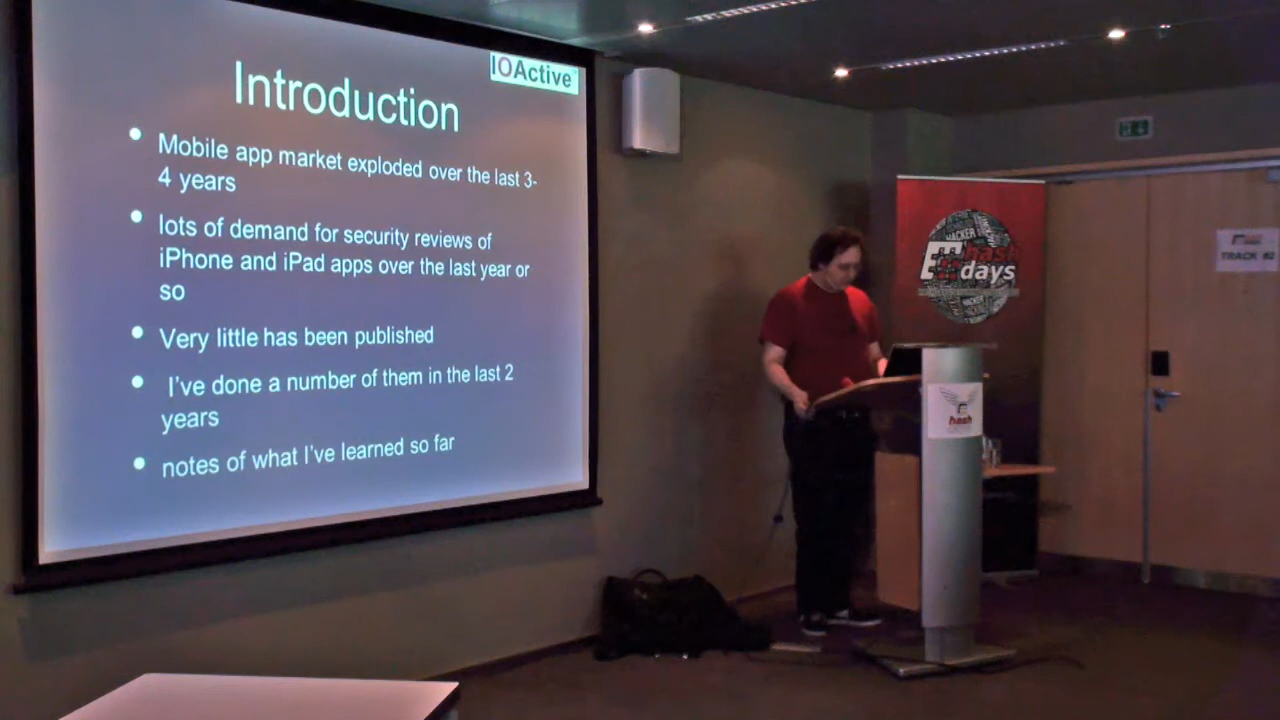 IOActive
Introduction
Mobile app market exploded over the last 3-
4 years
lots of demand for security reviews of
iPhone and iPad apps over the last year or
so
Very little has been published
I've done a number of them in the last 2
years
notes of what I've learned so far
HACKER
hash
days
TRACK #2
hash